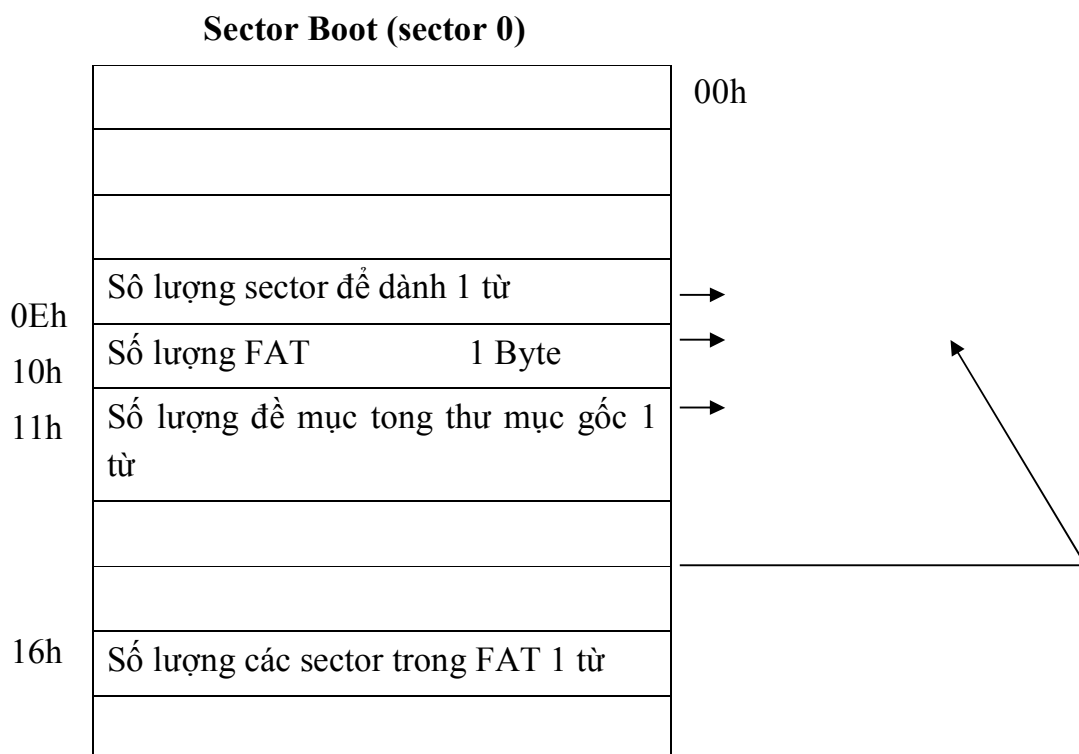 Sector Boot (sector 0)
00h
Sô lượng sector để dành 1 từ
0Eh
Số lượng FAT 1 Byte
10h
Số lượng đề mục tong thư mục gốc 1
11h
từ
16h
Số lượng các sector trong FAT 1 từ